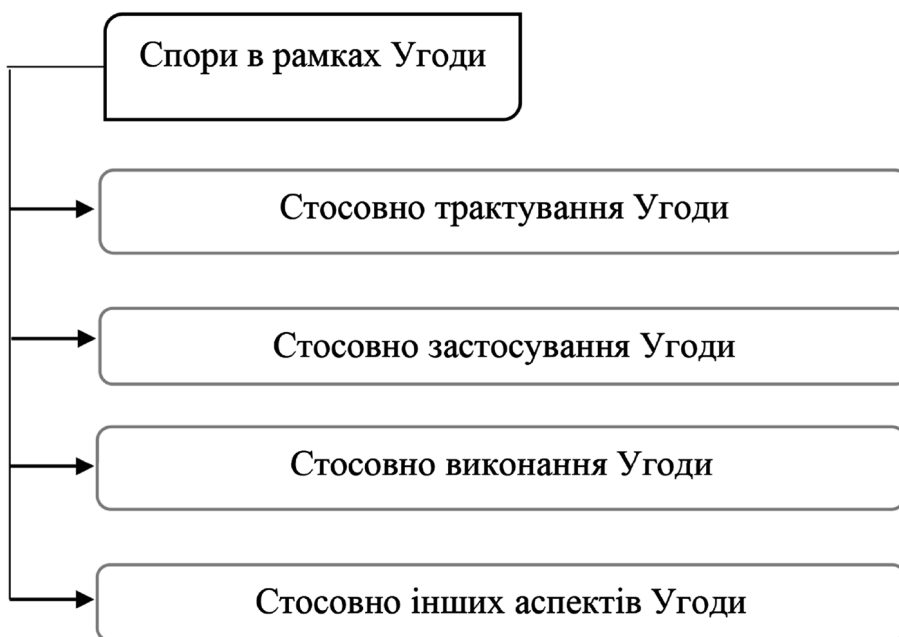 Спори в рамках Угоди
Стосовно трактування Угоди
Стосовно застосування Угоди
Стосовно виконання Угоди
Стосовно інших аспектів Угоди